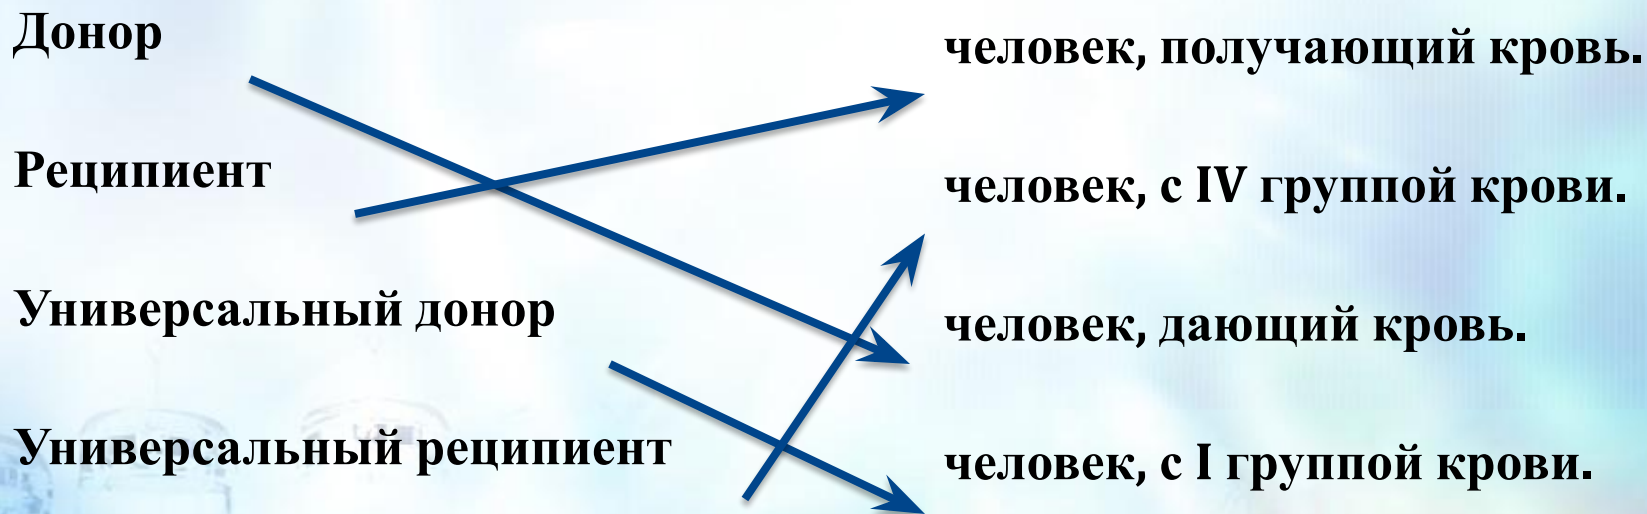 Донор
человек, получающий кровь.
Реципиент
человек, с IV группой крови.
Универсальный донор
человек, дающий кровь.
Универсальный реципиент
человек, с I группой крови.